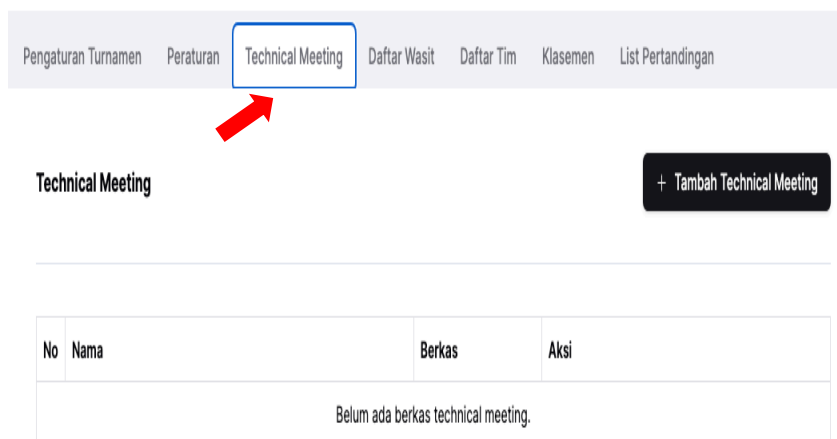 Pengaturan Turnamen Peraturan Technical Meeting Daftar Wasit Daftar Tim Klasemen List Pertandingan
Technical Meeting
+ Tambah Technical Meeting
No Nama Berkas Aksi
Belum ada berkas technical meeting.